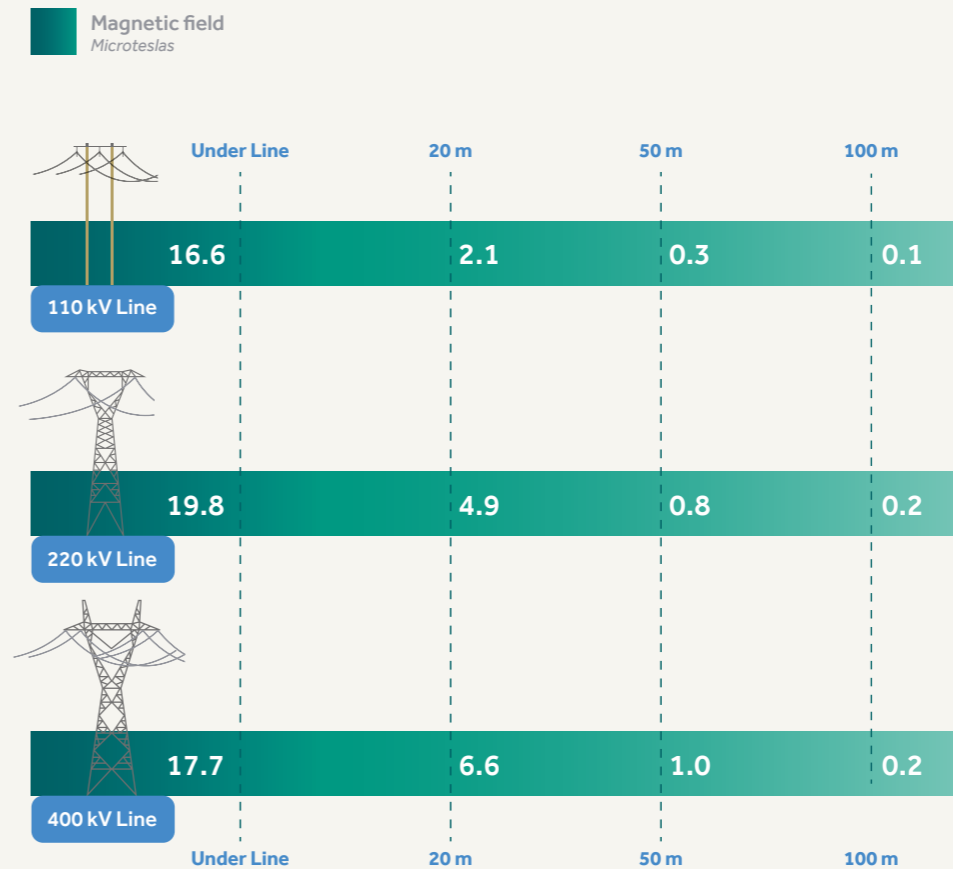 Magnetic field
Microteslas
Under Line 20 m 50 m 100 m
16.6 2.1 0.3 0.1
110 kV Line
19.8 4.9 0.8 0.2
220 kV Line
17.7 6.6 1.0 0.2
400 kV Line
Under Line 20 m 50 m 100 m